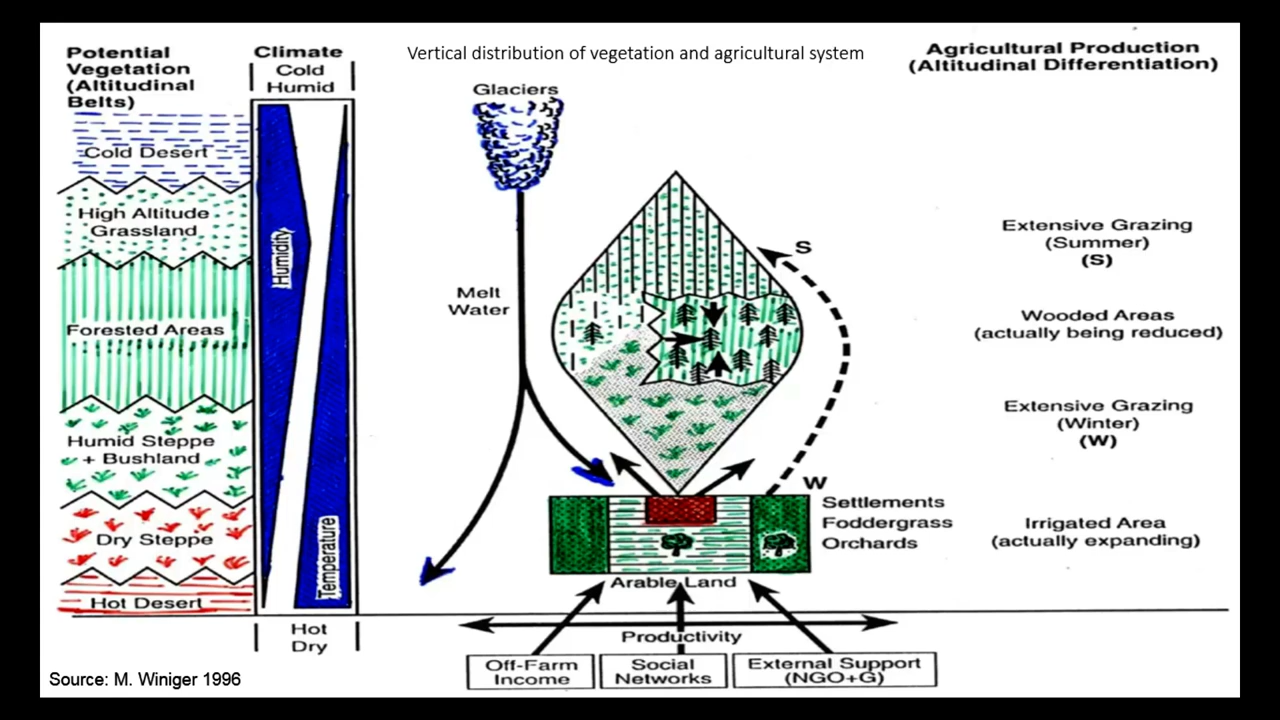 Potential
Vegetation
(Altitudinal
Belts)
Climate
Cold
Humid
Vertical distribution of vegetation and agricultural system
Agricultural Production
(Altitudinal Differentiation)
Glaciers
Cold Desert
High Altitude
Grassland
Forested Areas
Humid Steppe
+ Bushland
Dry Steppe
Hot Desert
Humidity
Temperature
Hot
Dry
Melt
Water
S
W
Settlements
Foddergrass
Orchards
Arable Land
Extensive Grazing
(Summer)
(S)
Wooded Areas
(actually being reduced)
Extensive Grazing
(Winter)
(W)
Irrigated Area
(actually expanding)
Productivity
Off-Farm
Income
Social
Networks
External Support
(NGO+G)
Source: M. Winiger 1996